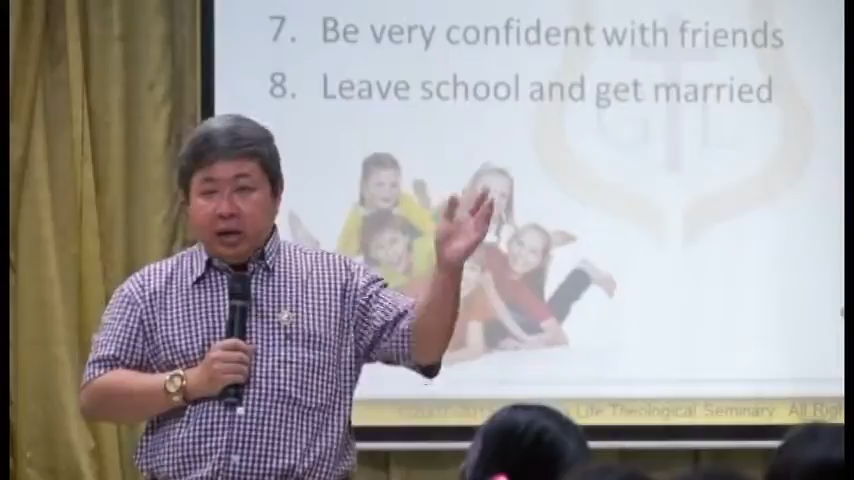 7. Be very confident with friends
8. Leave school and get married
Life Theological Seminary All Rig